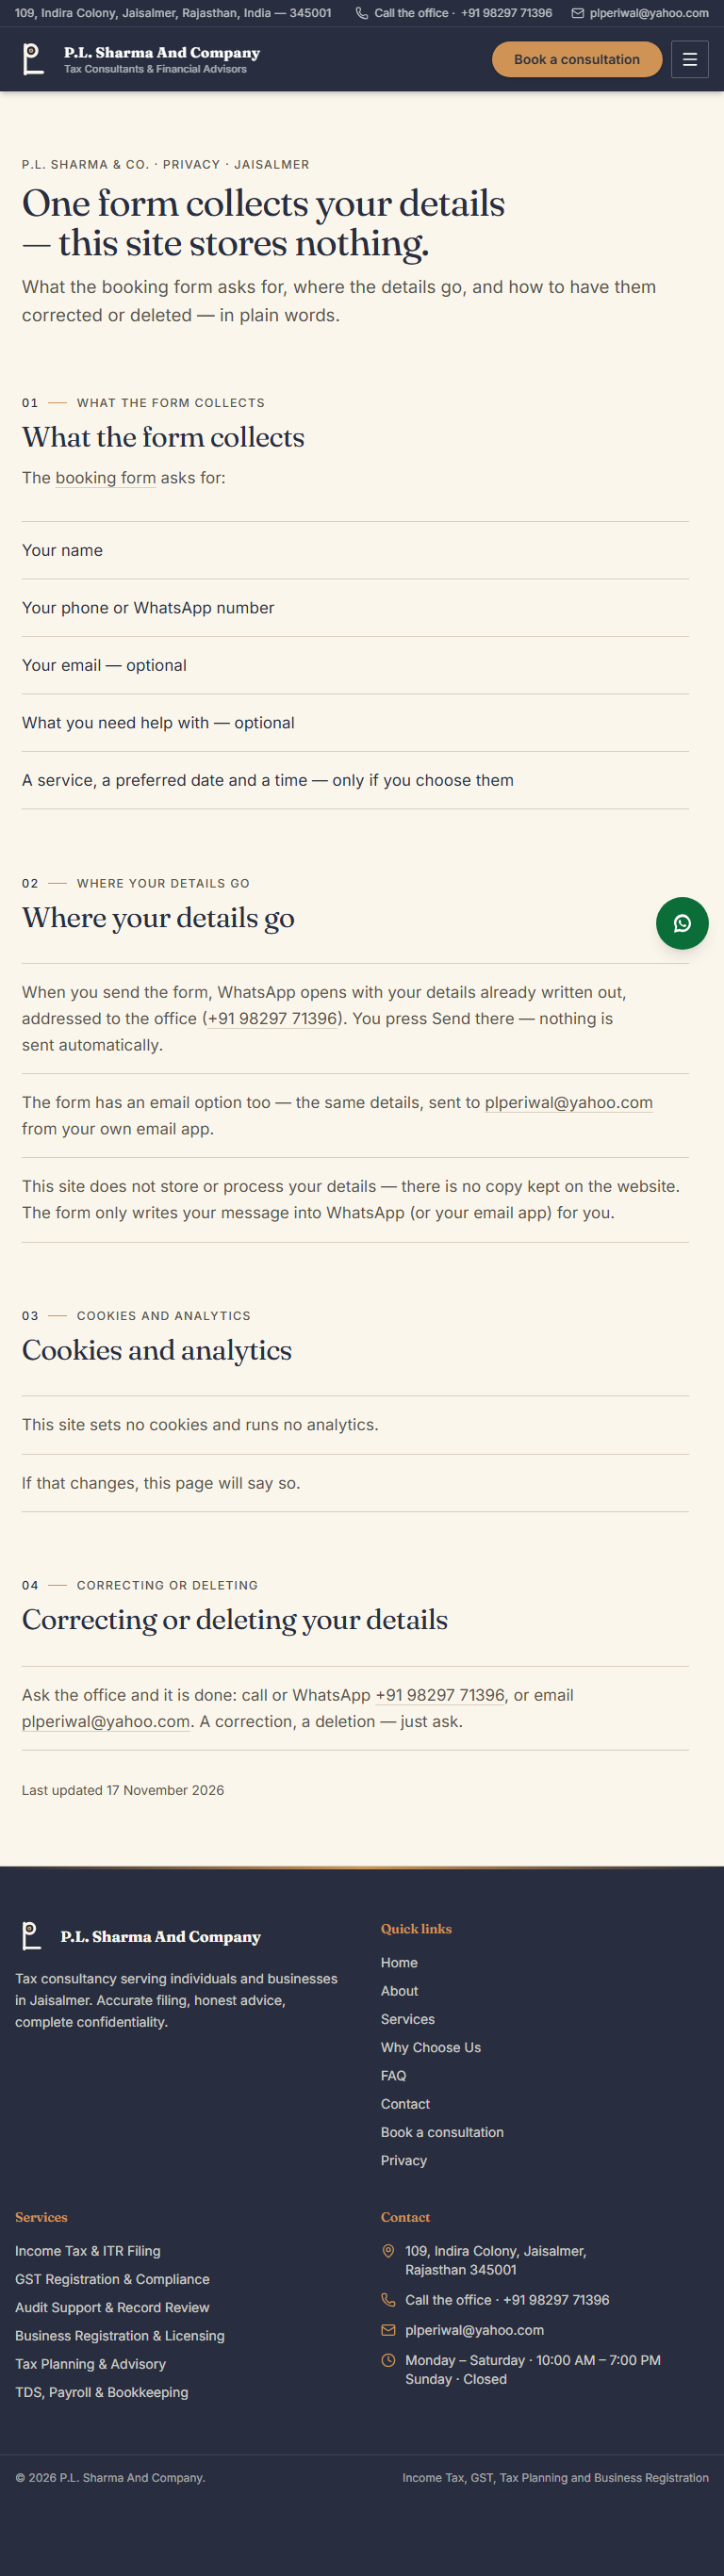 109, Indira Colony, Jaisalmer, Rajasthan, India — 345001
Call the office · +91 98297 71396
plperiwal@yahoo.com
P.L. Sharma And Company
Tax Consultants & Financial Advisors
Book a consultation
P.L. SHARMA & CO. · PRIVACY · JAISALMER
One form collects your details
— this site stores nothing.
What the booking form asks for, where the details go, and how to have them
corrected or deleted — in plain words.
01 — WHAT THE FORM COLLECTS
What the form collects
The booking form asks for:
Your name
Your phone or WhatsApp number
Your email — optional
What you need help with — optional
A service, a preferred date and a time — only if you choose them
02 — WHERE YOUR DETAILS GO
Where your details go
When you send the form, WhatsApp opens with your details already written out,
addressed to the office (+91 98297 71396). You press Send there — nothing is
sent automatically.
The form has an email option too — the same details, sent to plperiwal@yahoo.com
from your own email app.
This site does not store or process your details — there is no copy kept on the website.
The form only writes your message into WhatsApp (or your email app) for you.
03 — COOKIES AND ANALYTICS
Cookies and analytics
This site sets no cookies and runs no analytics.
If that changes, this page will say so.
04 — CORRECTING OR DELETING
Correcting or deleting your details
Ask the office and it is done: call or WhatsApp +91 98297 71396, or email
plperiwal@yahoo.com. A correction, a deletion — just ask.
Last updated 17 November 2026
P.L. Sharma And Company
Tax consultancy serving individuals and businesses
in Jaisalmer. Accurate filing, honest advice,
complete confidentiality.
Quick links
Home
About
Services
Why Choose Us
FAQ
Contact
Book a consultation
Privacy
Services
Income Tax & ITR Filing
GST Registration & Compliance
Audit Support & Record Review
Business Registration & Licensing
Tax Planning & Advisory
TDS, Payroll & Bookkeeping
Contact
109, Indira Colony, Jaisalmer,
Rajasthan 345001
Call the office · +91 98297 71396
plperiwal@yahoo.com
Monday – Saturday · 10:00 AM – 7:00 PM
Sunday · Closed
© 2026 P.L. Sharma And Company.
Income Tax, GST, Tax Planning and Business Registration